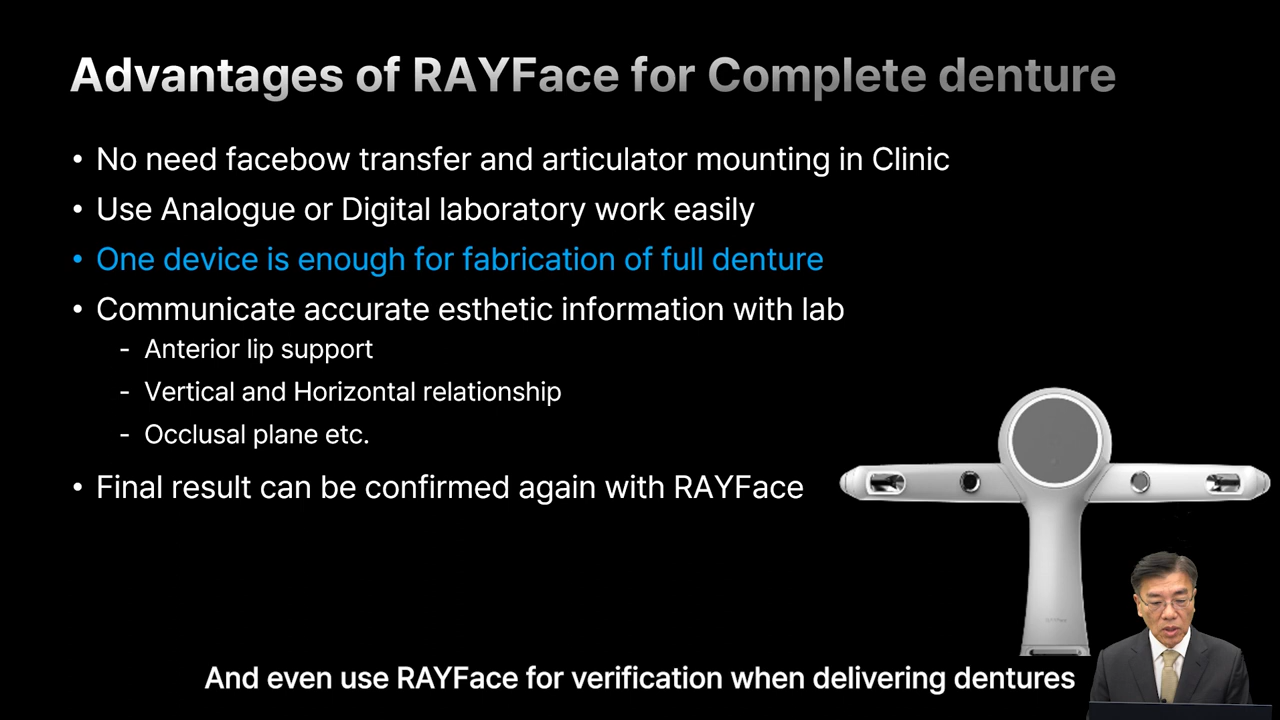 Advantages of RAYFace for Complete denture
• No need facebow transfer and articulator mounting in Clinic
• Use Analogue or Digital laboratory work easily
• One device is enough for fabrication of full denture
• Communicate accurate esthetic information with lab
- Anterior lip support
- Vertical and Horizontal relationship
- Occlusal plane etc.
• Final result can be confirmed again with RAYFace
And even use RAYFace for verification when delivering dentures